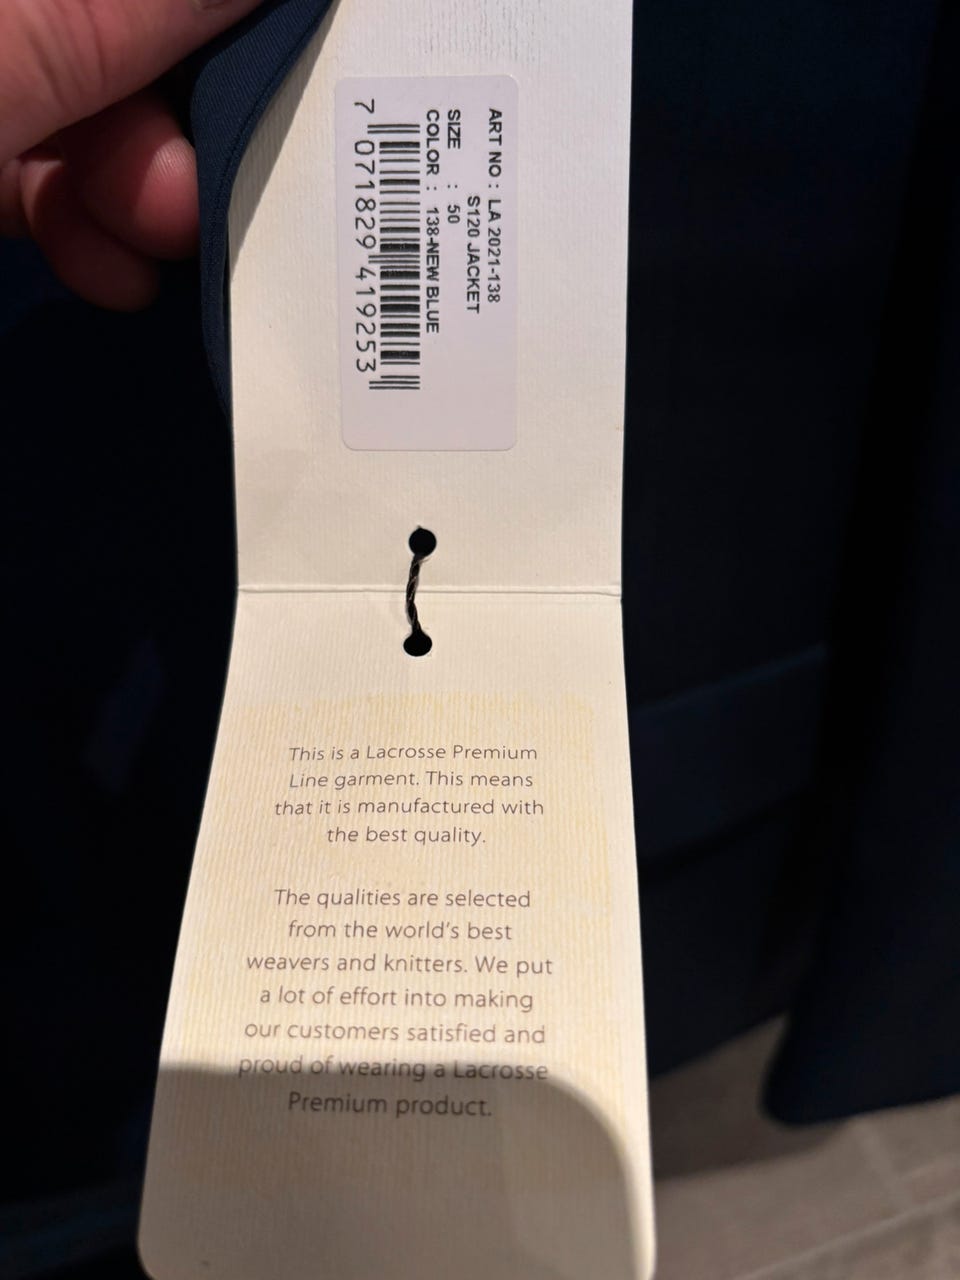 ART NO : LA 2021-138
S120 JACKET
SIZE : 50
COLOR : 138-NEW BLUE
7 071829 419253
This is a Lacrosse Premium
Line garment. This means
that it is manufactured with
the best quality.
The qualities are selected
from the world's best
weavers and knitters. We put
a lot of effort into making
our customers satisfied and
proud of wearing a Lacrosse
Premium product.